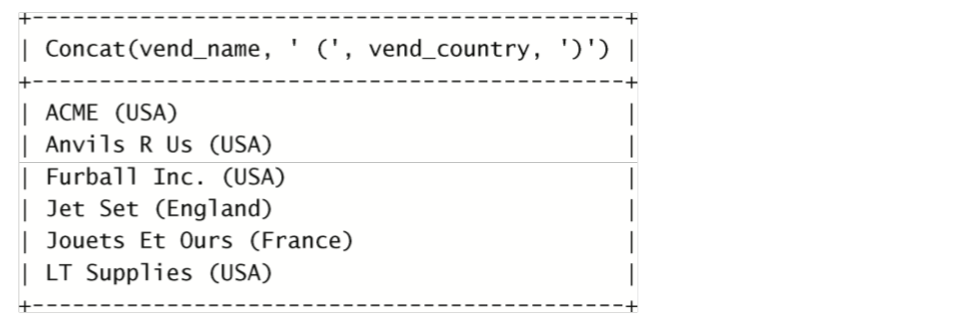 +--------------------------------------------+
| Concat(vend_name, ' (', vend_country, ')') |
+--------------------------------------------+
| ACME (USA)                                 |
| Anvils R Us (USA)                          |
| Furball Inc. (USA)                         |
| Jet Set (England)                          |
| Jouets Et Ours (France)                    |
| LT Supplies (USA)                          |
+--------------------------------------------+